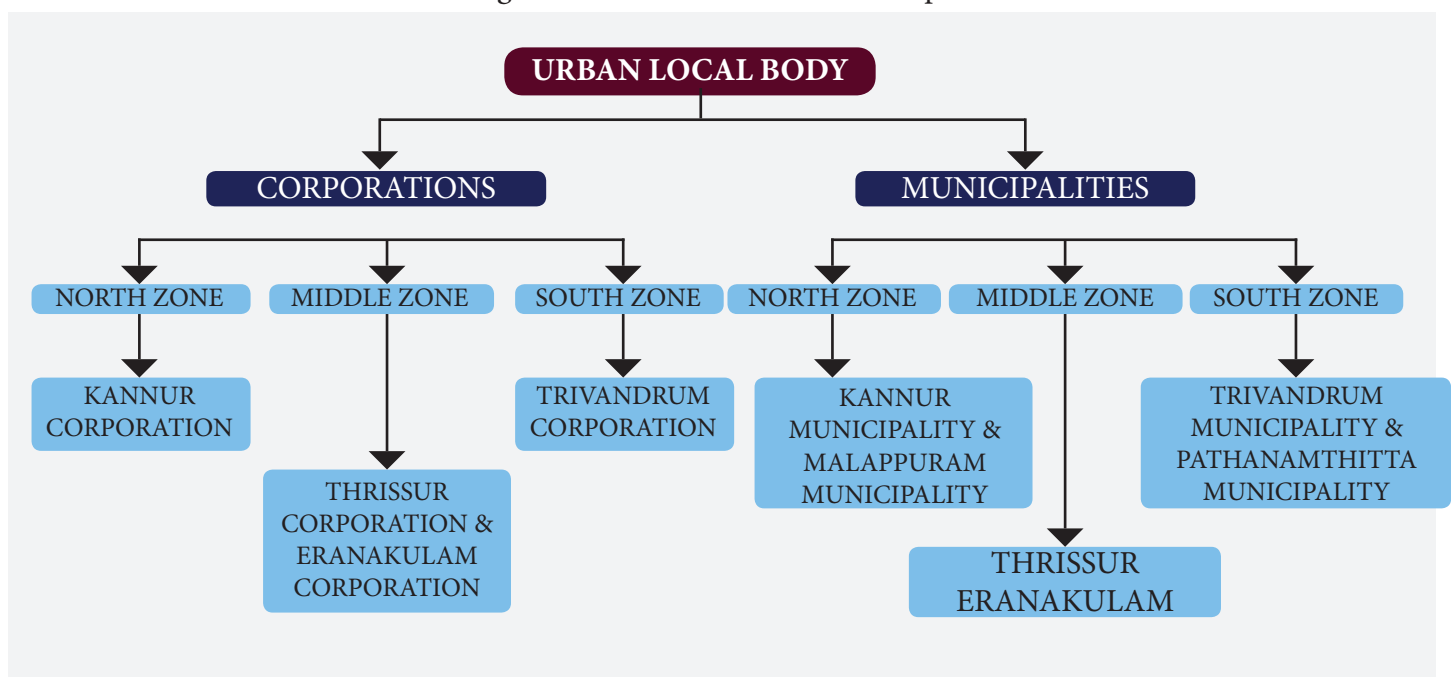 URBAN LOCAL BODY
CORPORATIONS
MUNICIPALITIES
NORTH ZONE
MIDDLE ZONE
SOUTH ZONE
NORTH ZONE
MIDDLE ZONE
SOUTH ZONE
KANNUR
CORPORATION
TRIVANDRUM
CORPORATION
KANNUR
MUNICIPALITY &
MALAPPURAM
MUNICIPALITY
TRIVANDRUM
MUNICIPALITY &
PATHANAMTHITTA
MUNICIPALITY
THRISSUR
CORPORATION &
ERANAKULAM
CORPORATION
THRISSUR
ERANAKULAM